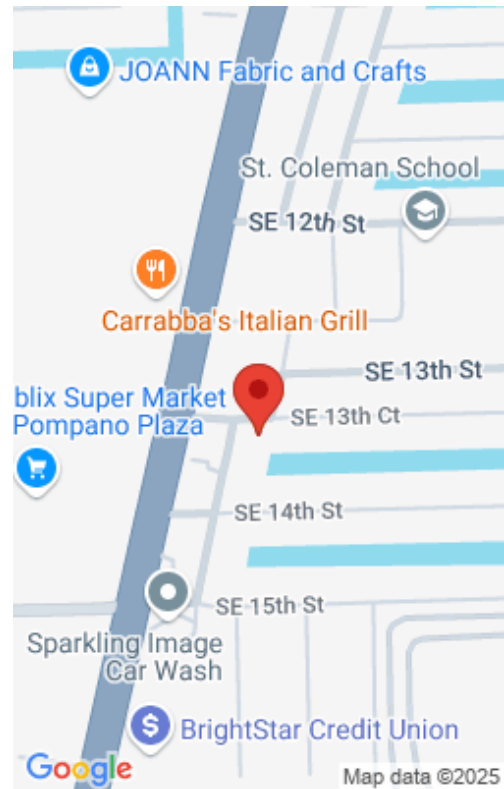 JOANN Fabric and Crafts
St. Coleman School
SE 12th St
Carrabba's Italian Grill
SE 13th St
blix Super Market
Pompano Plaza
SE 13th Ct
SE 14th St
SE 15th St
Sparkling Image
Car Wash
BrightStar Credit Union
Google
Map data ©2025